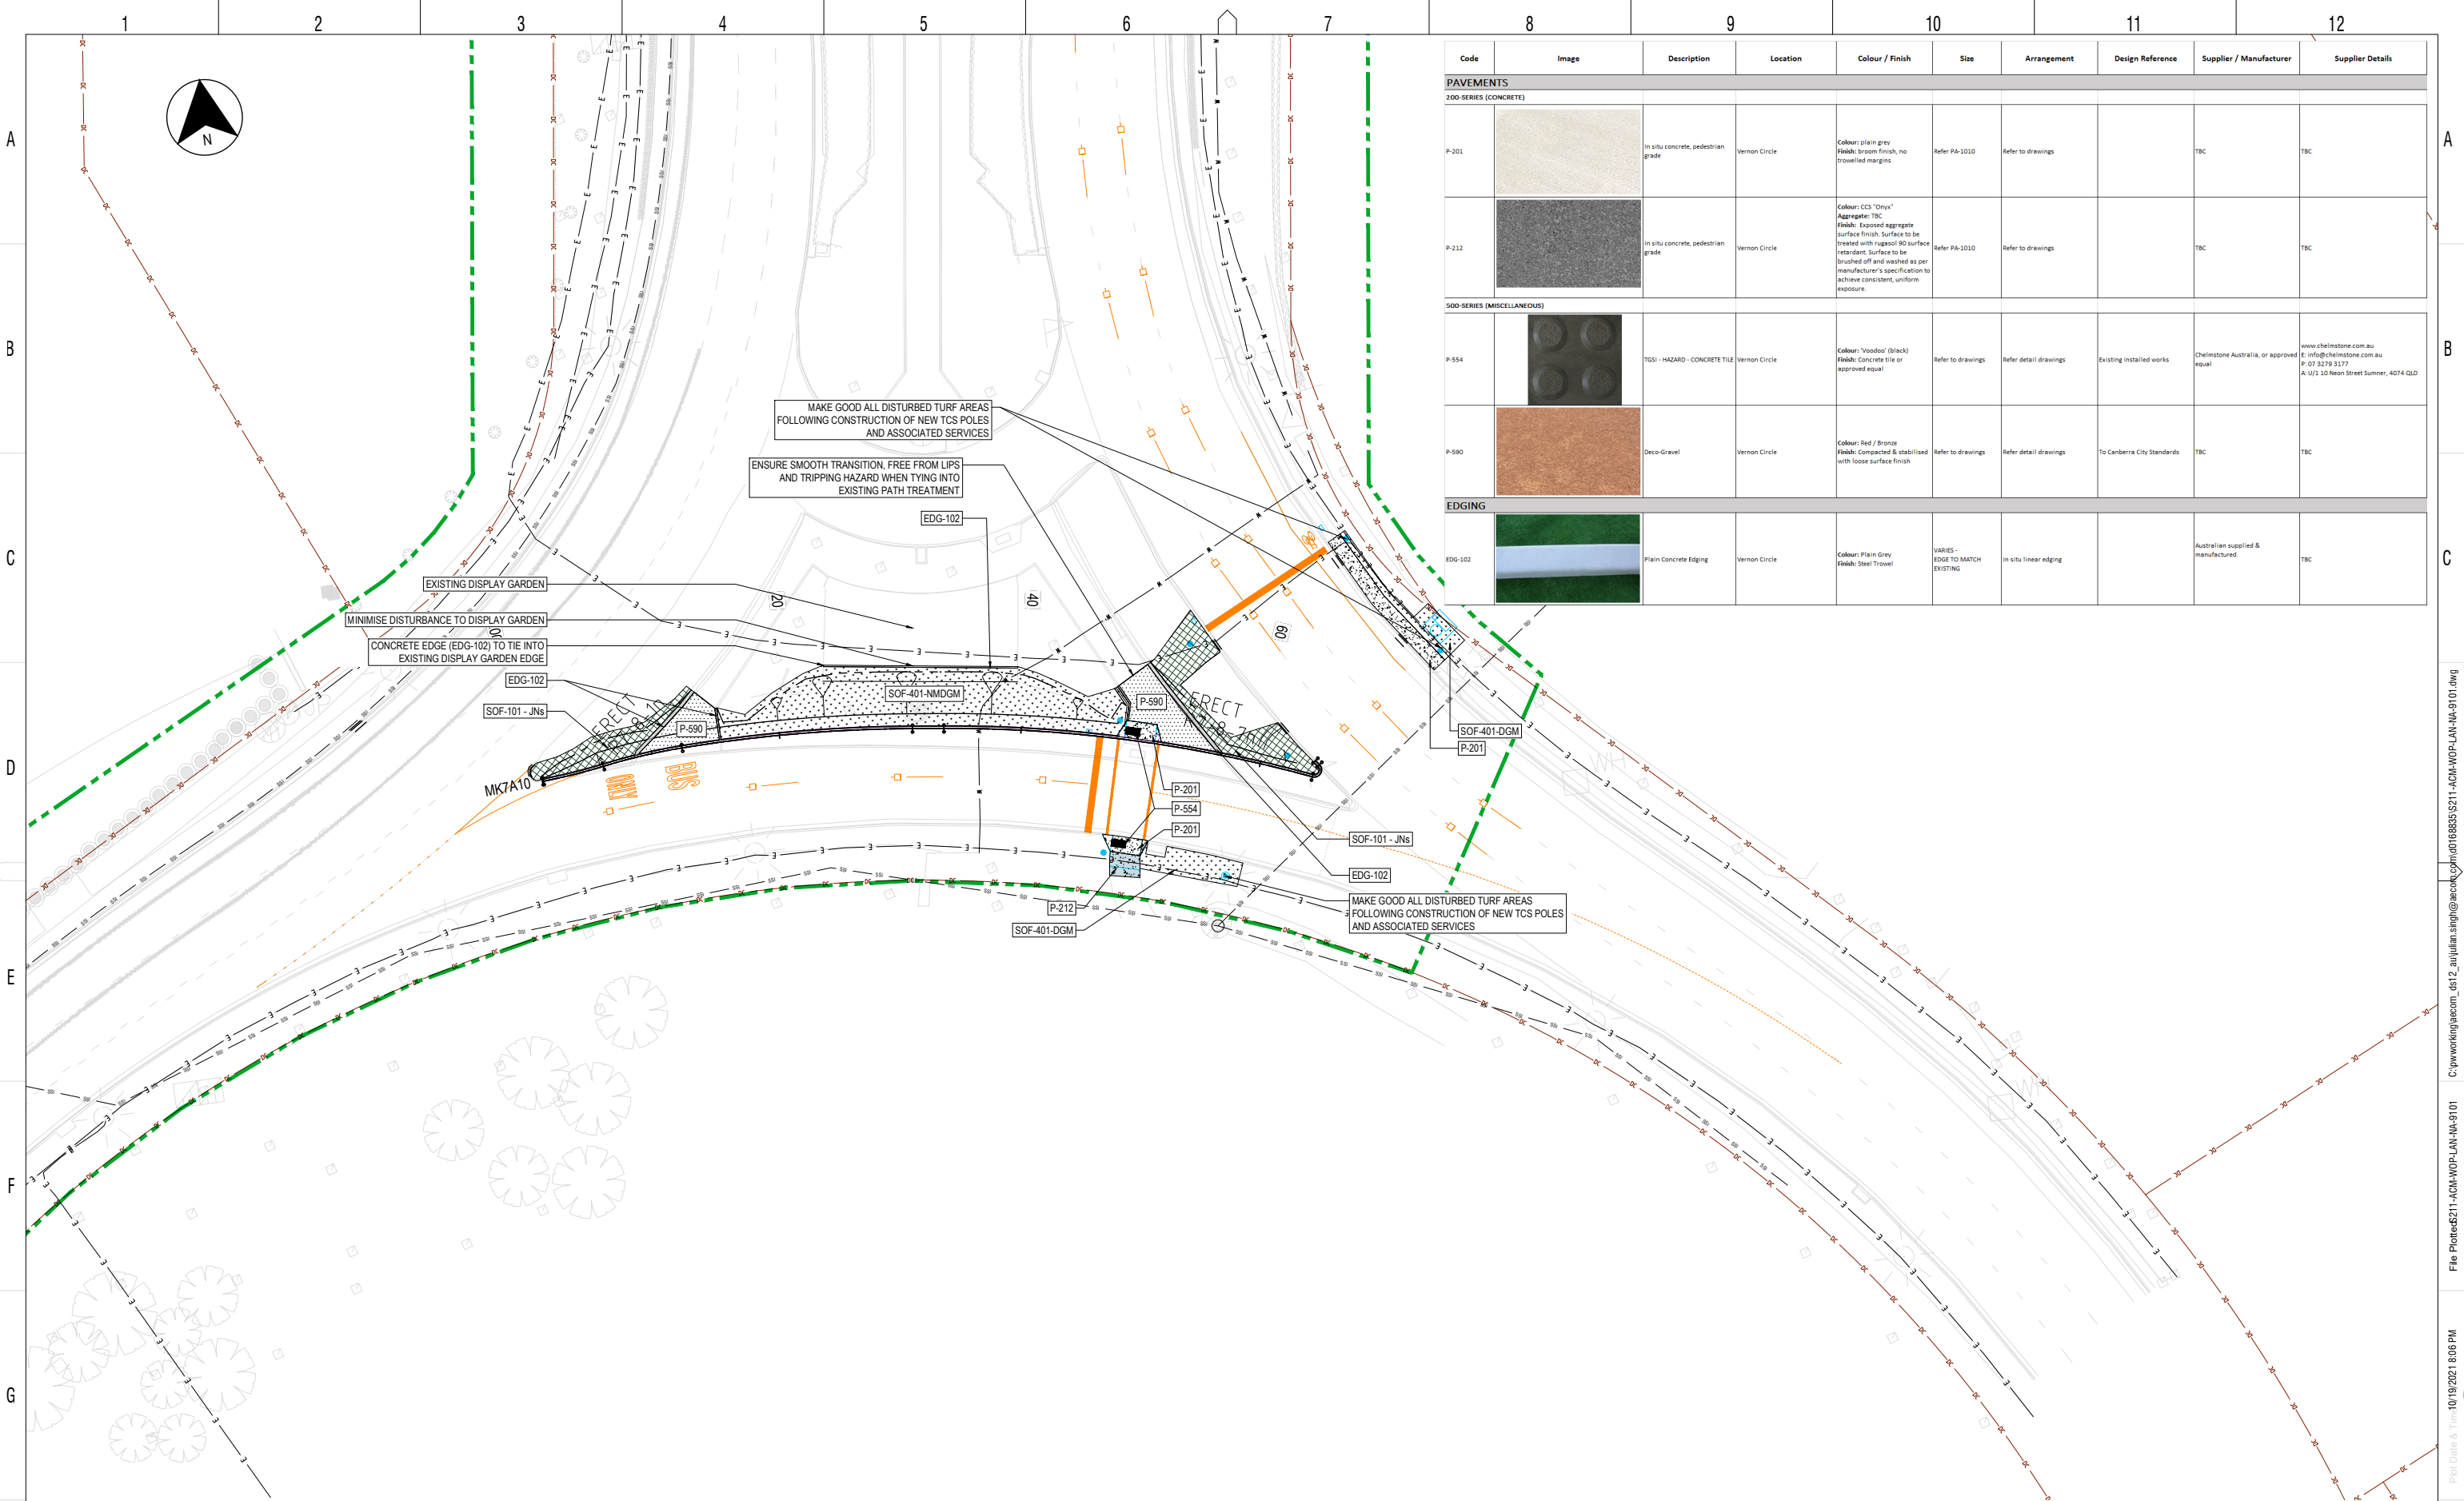 1 2 3 4 5 6 7 8 9 10 11 12
A
B
C
D
E
F
G
N
Code Image Description Location Colour / Finish Size Arrangement Design Reference Supplier / Manufacturer Supplier Details
PAVEMENTS
200-SERIES (CONCRETE)
P-201
In situ concrete, pedestrian
grade
Vernon Circle
Colour: plain grey
Finish: broom finish, no
trowelled margins
Refer PA-1010
Refer to drawings
TBC
TBC
P-212
In situ concrete, pedestrian
grade
Vernon Circle
Colour: CCS "Onyx"
Aggregate: TBC
Finish: Exposed aggregate
surface finish. Surface to be
treated with rugasol 90 surface
retardant. Surface to be
brushed off and washed as per
manufacturer's specification to
achieve consistent, uniform
exposure.
Refer PA-1010
Refer to drawings
TBC
TBC
500-SERIES (MISCELLANEOUS)
P-554
TGSI - HAZARD - CONCRETE TILE
Vernon Circle
Colour: 'Voodoo' (black)
Finish: Concrete tile or
approved equal
Refer to drawings
Refer detail drawings
Existing installed works
Chelmstone Australia, or approved
equal
www.chelmstone.com.au
E: info@chelmstone.com.au
P: 07 3279 3177
A: U/1 10 Neon Street Sumner, 4074 QLD
P-590
Deco-Gravel
Vernon Circle
Colour: Red / Bronze
Finish: Compacted & stabilised
with loose surface finish
Refer to drawings
Refer detail drawings
To Canberra City Standards
TBC
TBC
EDGING
EDG-102
Plain Concrete Edging
Vernon Circle
Colour: Plain Grey
Finish: Steel Trowel
VARIES -
EDGE TO MATCH
EXISTING
In situ linear edging
Australian supplied &
manufactured.
TBC
MAKE GOOD ALL DISTURBED TURF AREAS
FOLLOWING CONSTRUCTION OF NEW TCS POLES
AND ASSOCIATED SERVICES
ENSURE SMOOTH TRANSITION, FREE FROM LIPS
AND TRIPPING HAZARD WHEN TYING INTO
EXISTING PATH TREATMENT
EDG-102
EXISTING DISPLAY GARDEN
MINIMISE DISTURBANCE TO DISPLAY GARDEN
CONCRETE EDGE (EDG-102) TO TIE INTO
EXISTING DISPLAY GARDEN EDGE
EDG-102
SOF-101 - JNs
20
40
60
SOF-401-NMDGM
P-590
P-590
ERECT
ERECT
MK7A10
BUS
ONLY
SOF-401-DGM
P-201
P-201
P-554
P-201
SOF-101 - JNs
EDG-102
P-212
SOF-401-DGM
MAKE GOOD ALL DISTURBED TURF AREAS
FOLLOWING CONSTRUCTION OF NEW TCS POLES
AND ASSOCIATED SERVICES
A
B
C
C:\pwworking\aecom_ds12_au\julian.singh@aecom.com\d0168835\S211-ACM-WOP-LAN-NA-9101.dwg
File Plotted S211-ACM-WOP-LAN-NA-9101
Plot Date & Time 10/19/2021 8:06 PM